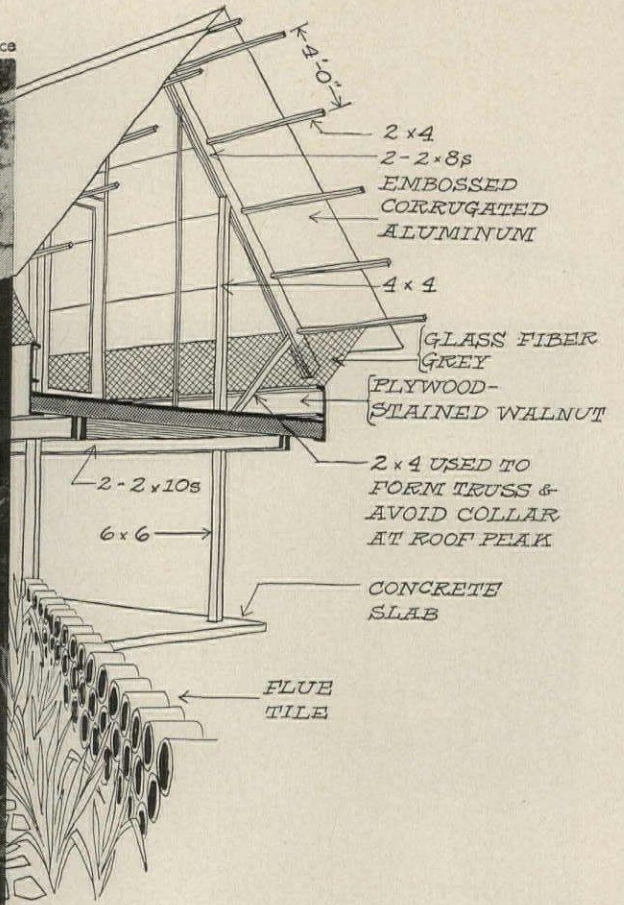 ce
4'-0"
2 x 4
2 - 2 x 8s
EMBOSSED
CORRUGATED
ALUMINUM
4 x 4
GLASS FIBER
GREY
PLYWOOD-
STAINED WALNUT
2 x 4 USED TO
FORM TRUSS &
AVOID COLLAR
AT ROOF PEAK
2 - 2 x 10s
6 x 6
CONCRETE
SLAB
FLUE
TILE